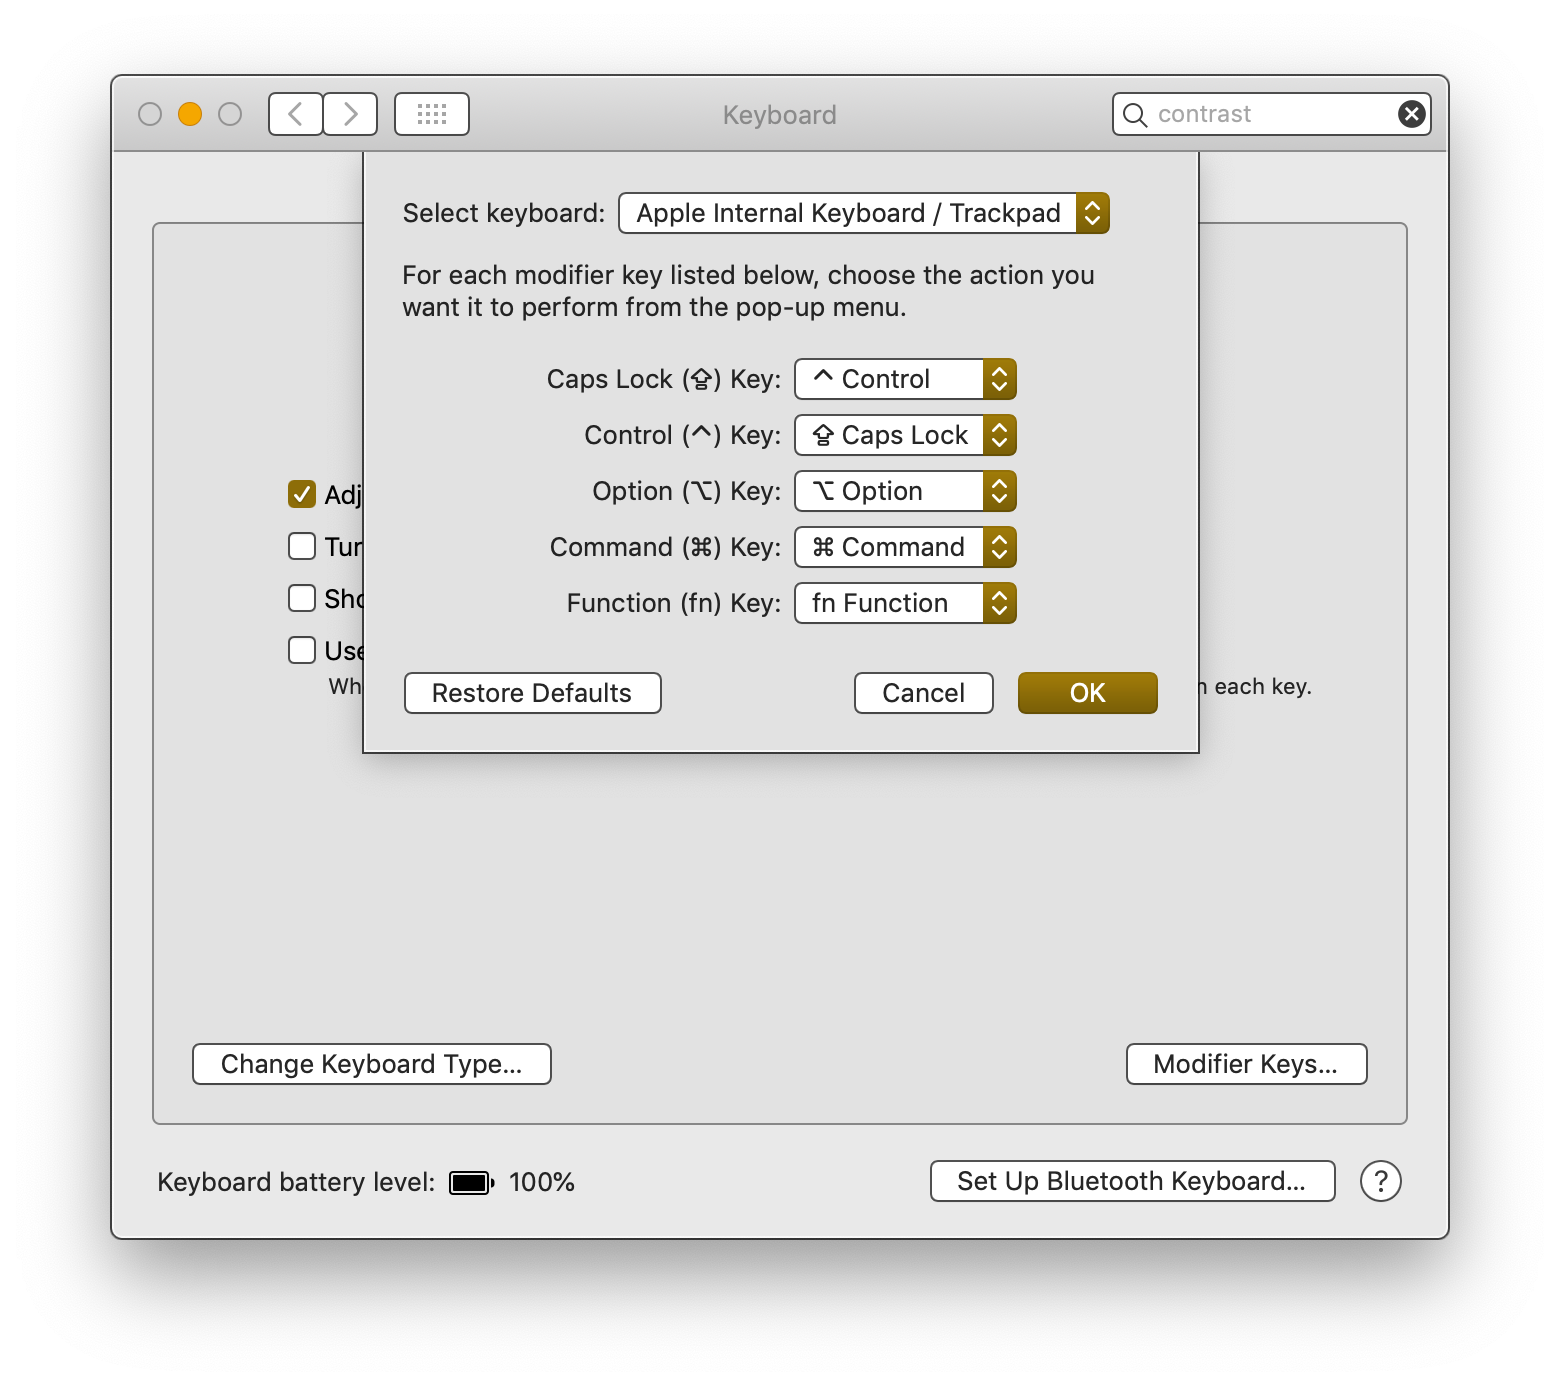 Keyboard
contrast
Select keyboard: Apple Internal Keyboard / Trackpad
For each modifier key listed below, choose the action you
want it to perform from the pop-up menu.
Caps Lock (⇪) Key: ^ Control
Control (^) Key: ⇪ Caps Lock
Option (⌥) Key: ⌥ Option
Command (⌘) Key: ⌘ Command
Function (fn) Key: fn Function
Restore Defaults Cancel OK
Adj
Tur
Sho
Use
Wh
n each key.
Change Keyboard Type... Modifier Keys...
Keyboard battery level: 100% Set Up Bluetooth Keyboard... ?